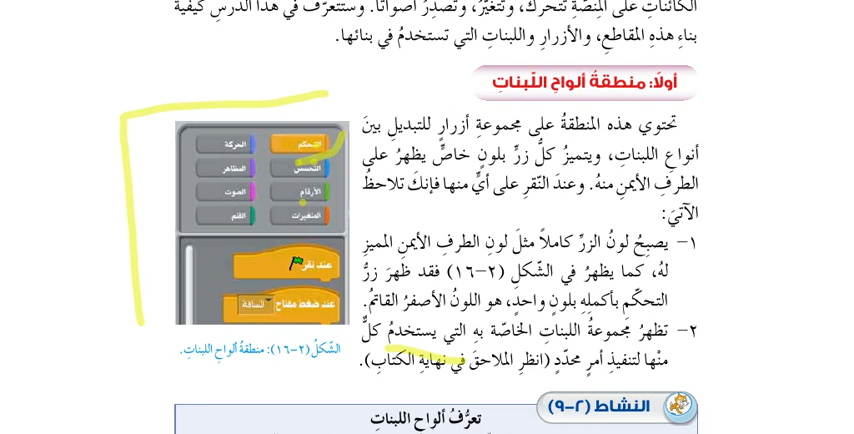 الكائناتِ على المِنصّةِ تتحركُ، وتتغيّرُ، وتُصدِرُ أصواتًا. وستتعرّفُ في هذا الدرسِ كيفيةَ
بناءِ هذهِ المقاطعِ، والأزرارِ واللبناتِ التي تستخدمُ في بنائها.
أولًا: منطقةُ ألواحِ اللّبناتِ
تحتوي هذه المنطقةُ على مجموعةِ أزرارٍ للتبديلِ بينَ
أنواعِ اللبناتِ، ويتميزُ كلُّ زرٍّ بلونٍ خاصٍّ يظهرُ على
الطرفِ الأيمنِ منهُ. وعندَ النّقرِ على أيٍّ منها فإنكَ تلاحظُ
الآتيَ:
١– يصبحُ لونُ الزرِّ كاملاً مثلَ لونِ الطرفِ الأيمنِ المميزِ
لهُ، كما يظهرُ في الشّكلِ (٢-١٦) فقد ظهرَ زرُّ
التحكّمِ بأكملهِ بلونٍ واحدٍ، هو اللونُ الأصفرُ القاتمُ.
٢– تظهرُ مجموعةُ اللبناتِ الخاصّة بهِ التي يستخدمُ كلٌّ
منْها لتنفيذِ أمرٍ محدّدٍ (انظرِ الملاحقَ في نهايةِ الكتابِ).
التحكم
الحركة
التحسس
المظاهر
الأرقام
الصوت
المتغيرات
القلم
عند نقر
عند ضغط مفتاح المسافة
الشّكلُ (٢-١٦): منطقةُ ألواحِ اللبناتِ.
النشاط (٢-٩)
تعرُّفُ ألواحِ اللبناتِ